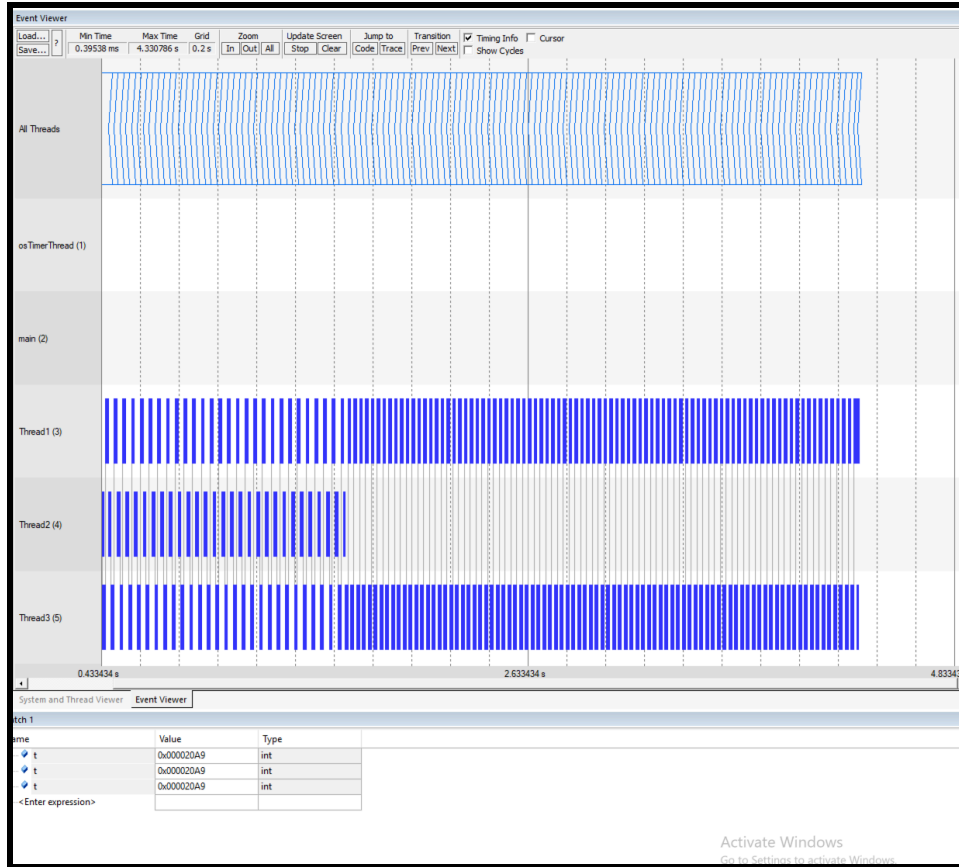 Event Viewer
Load... ? Min Time Max Time Grid Zoom Update Screen Jump to Transition Timing Info Cursor
Save... 0.39538 ms 4.330786 s 0.2 s In Out All Stop Clear Code Trace Prev Next Show Cycles
All Threads
osTimerThread (1)
main (2)
Thread1 (3)
Thread2 (4)
Thread3 (5)
0.433434 s 2.633434 s 4.83343
System and Thread Viewer Event Viewer
tch 1
ame Value Type
t 0x000020A9 int
t 0x000020A9 int
t 0x000020A9 int
<Enter expression>
Activate Windows
Go to Settings to activate Windows.